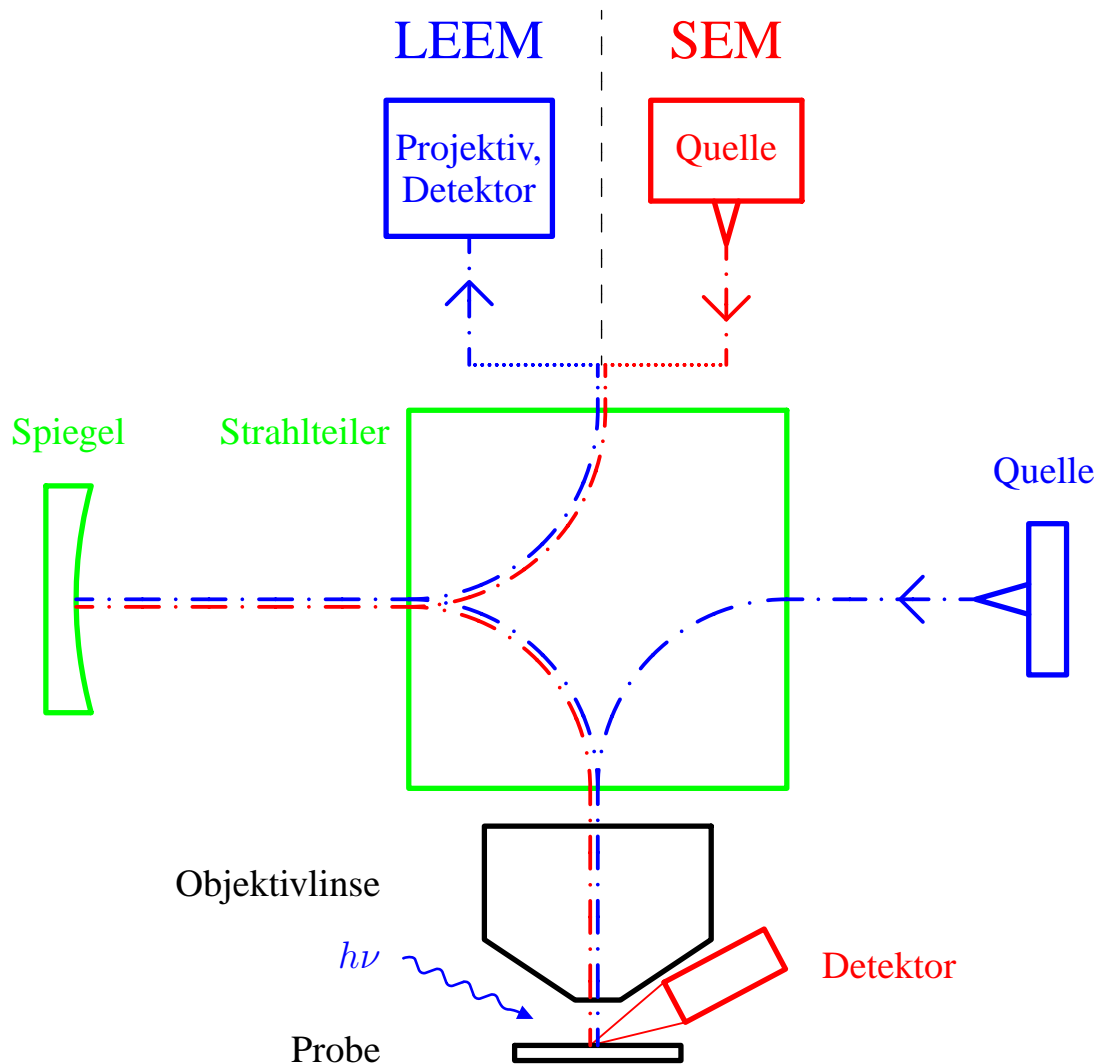 LEEM
SEM
Projektiv,
Detektor
Quelle
Spiegel
Strahlteiler
Quelle
Objektivlinse
hν
Detektor
Probe